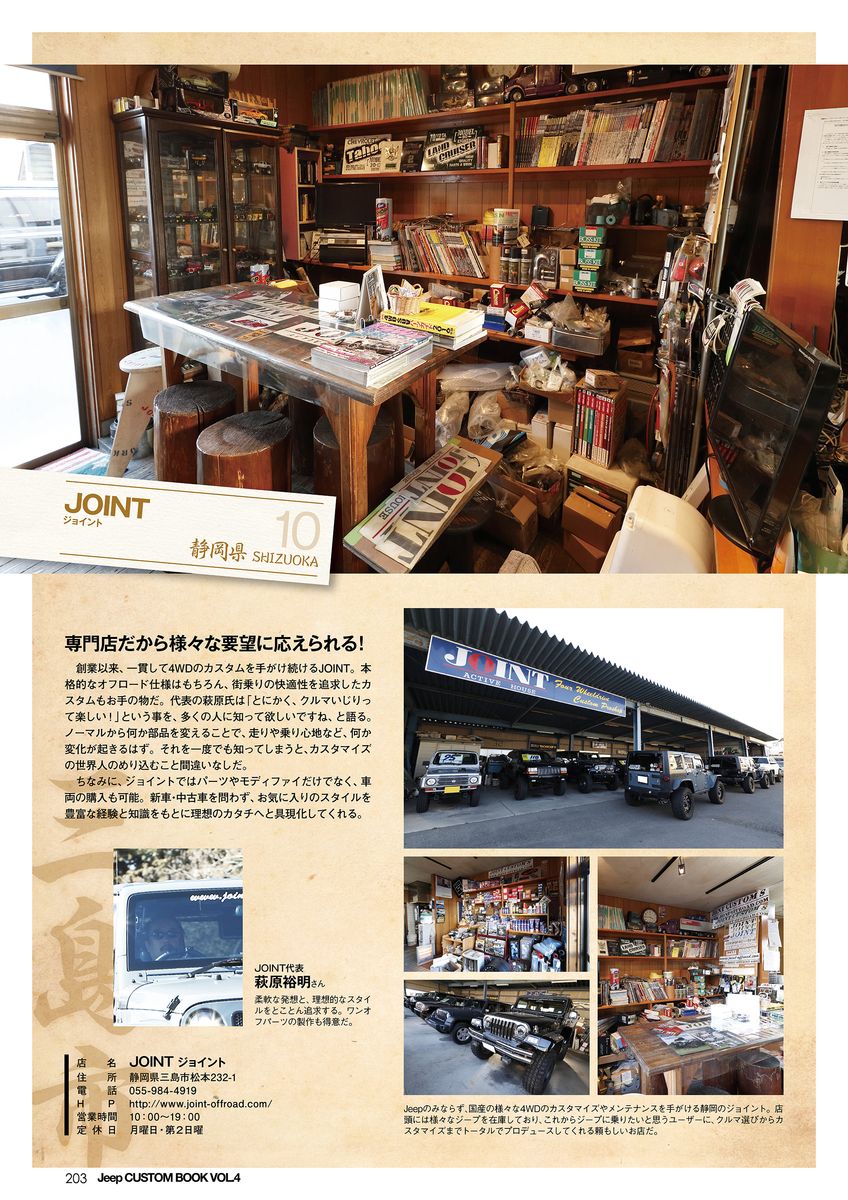 Tahoe
LAND CRUISER
BOSS KIT
BOSS KIT
JOINT
HOUSE
JOINT
ジョイント
10
静岡県 SHIZUOKA
専門店だから様々な要望に応えられる!
創業以来、一貫して4WDのカスタムを手がけ続けるJOINT。本
格的なオフロード仕様はもちろん、街乗りの快適性を追求したカ
スタムもお手の物だ。代表の萩原氏は「とにかく、クルマいじりっ
て楽しい!」という事を、多くの人に知って欲しいですね、と語る。
ノーマルから何か部品を変えることで、走りや乗り心地など、何か
変化が起きるはず。それを一度でも知ってしまうと、カスタマイズ
の世界人のめり込むこと間違いなしだ。
ちなみに、ジョイントではパーツやモディファイだけでなく、車
両の購入も可能。新車・中古車を問わず、お気に入りのスタイルを
豊富な経験と知識をもとに理想のカタチへと具現化してくれる。
三島市
JOINT
ACTIVE HOUSE
Four Wheeldrive
Custom Proshop
www.join
JOINT代表
萩原裕明さん
柔軟な発想と、理想的なスタイ
ルをとことん追求する。ワンオ
フパーツの製作も得意だ。
店名 JOINT ジョイント
住所 静岡県三島市松本232-1
電話 055-984-4919
HP http://www.joint-offroad.com/
営業時間 10:00〜19:00
定休日 月曜日・第2日曜
Jeepのみならず、国産の様々な4WDのカスタマイズやメンテナンスを手がける静岡のジョイント。店
頭には様々なジープを在庫しており、これからジープに乗りたいと思うユーザーに、クルマ選びからカ
スタマイズまでトータルでプロデュースしてくれる頼もしいお店だ。
203 Jeep CUSTOM BOOK VOL.4